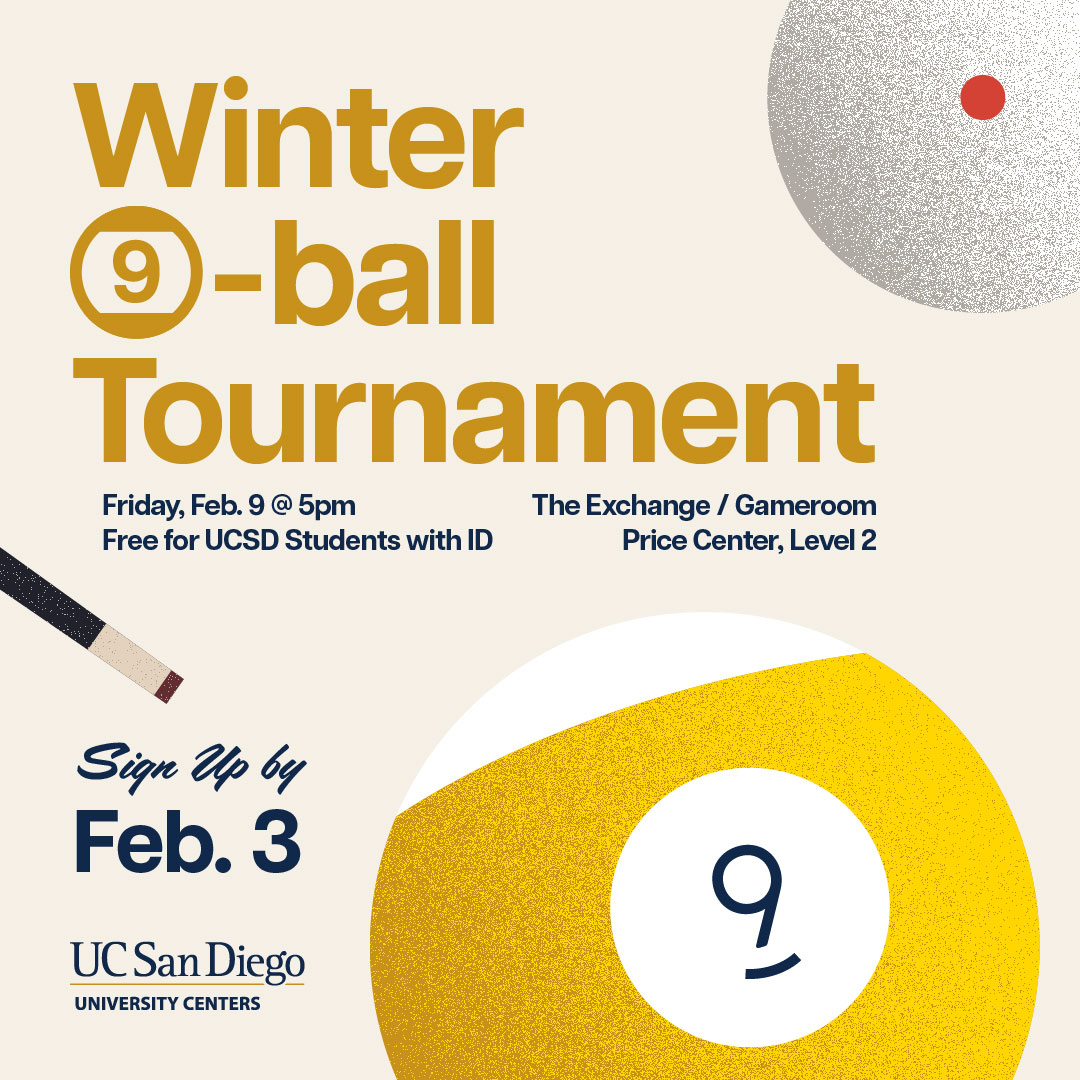 Winter
9-ball
Tournament
Friday, Feb. 9 @ 5pm
Free for UCSD Students with ID
The Exchange / Gameroom
Price Center, Level 2
Sign Up by
Feb. 3
9
UC San Diego
UNIVERSITY CENTERS